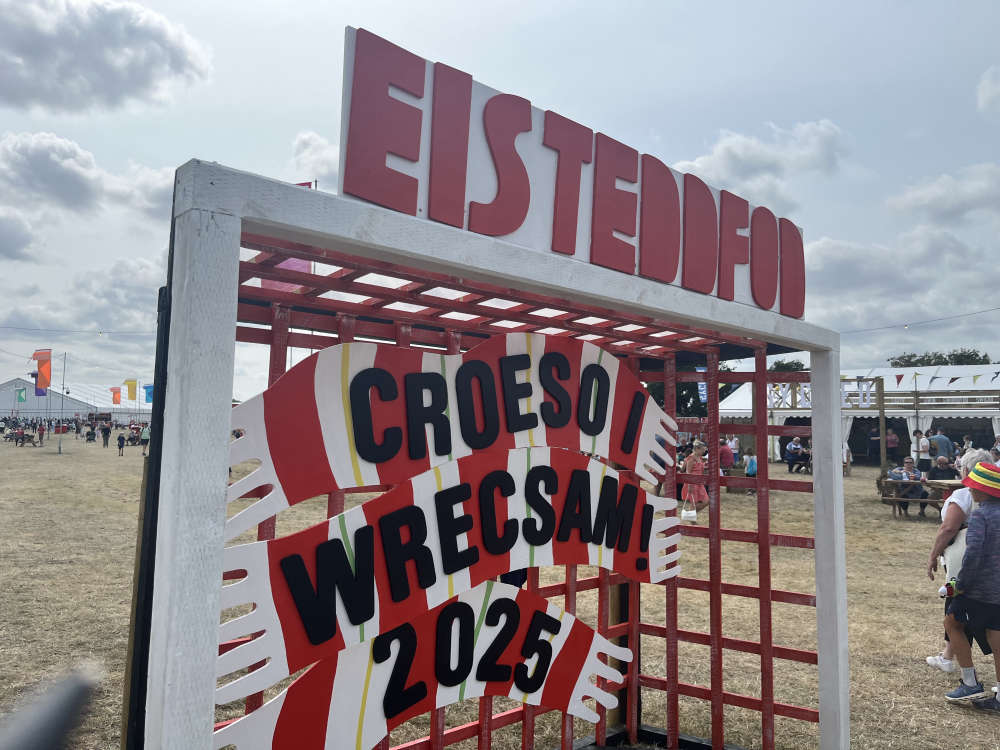 EISTEDDFOD
CROESO I
WRECSAM!
2025